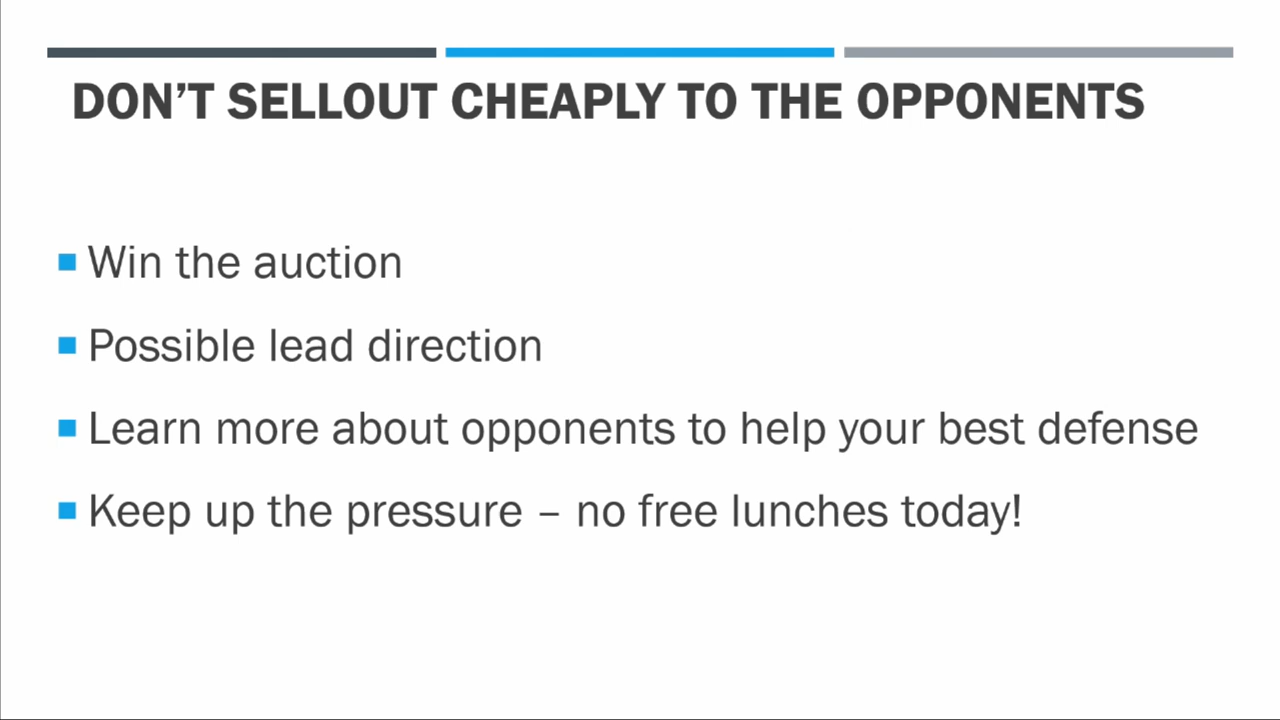 DON’T SELLOUT CHEAPLY TO THE OPPONENTS
Win the auction
Possible lead direction
Learn more about opponents to help your best defense
Keep up the pressure – no free lunches today!